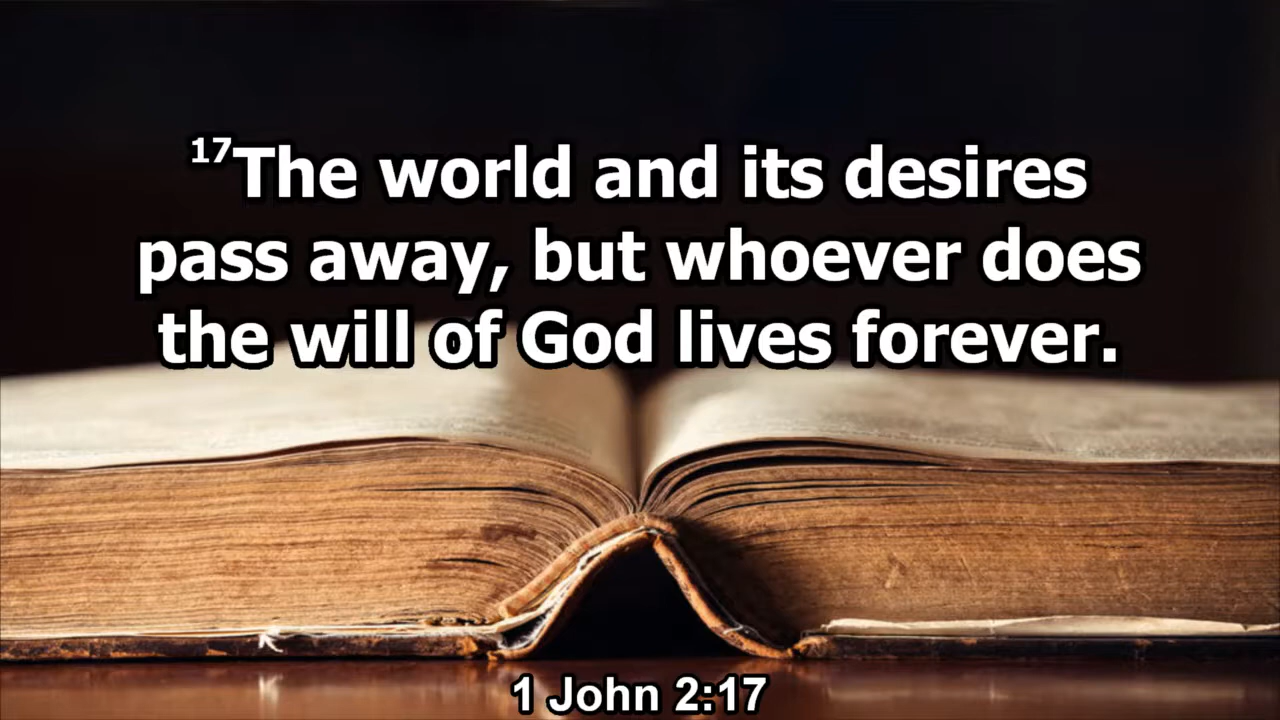 17The world and its desires
pass away, but whoever does
the will of God lives forever.
1 John 2:17